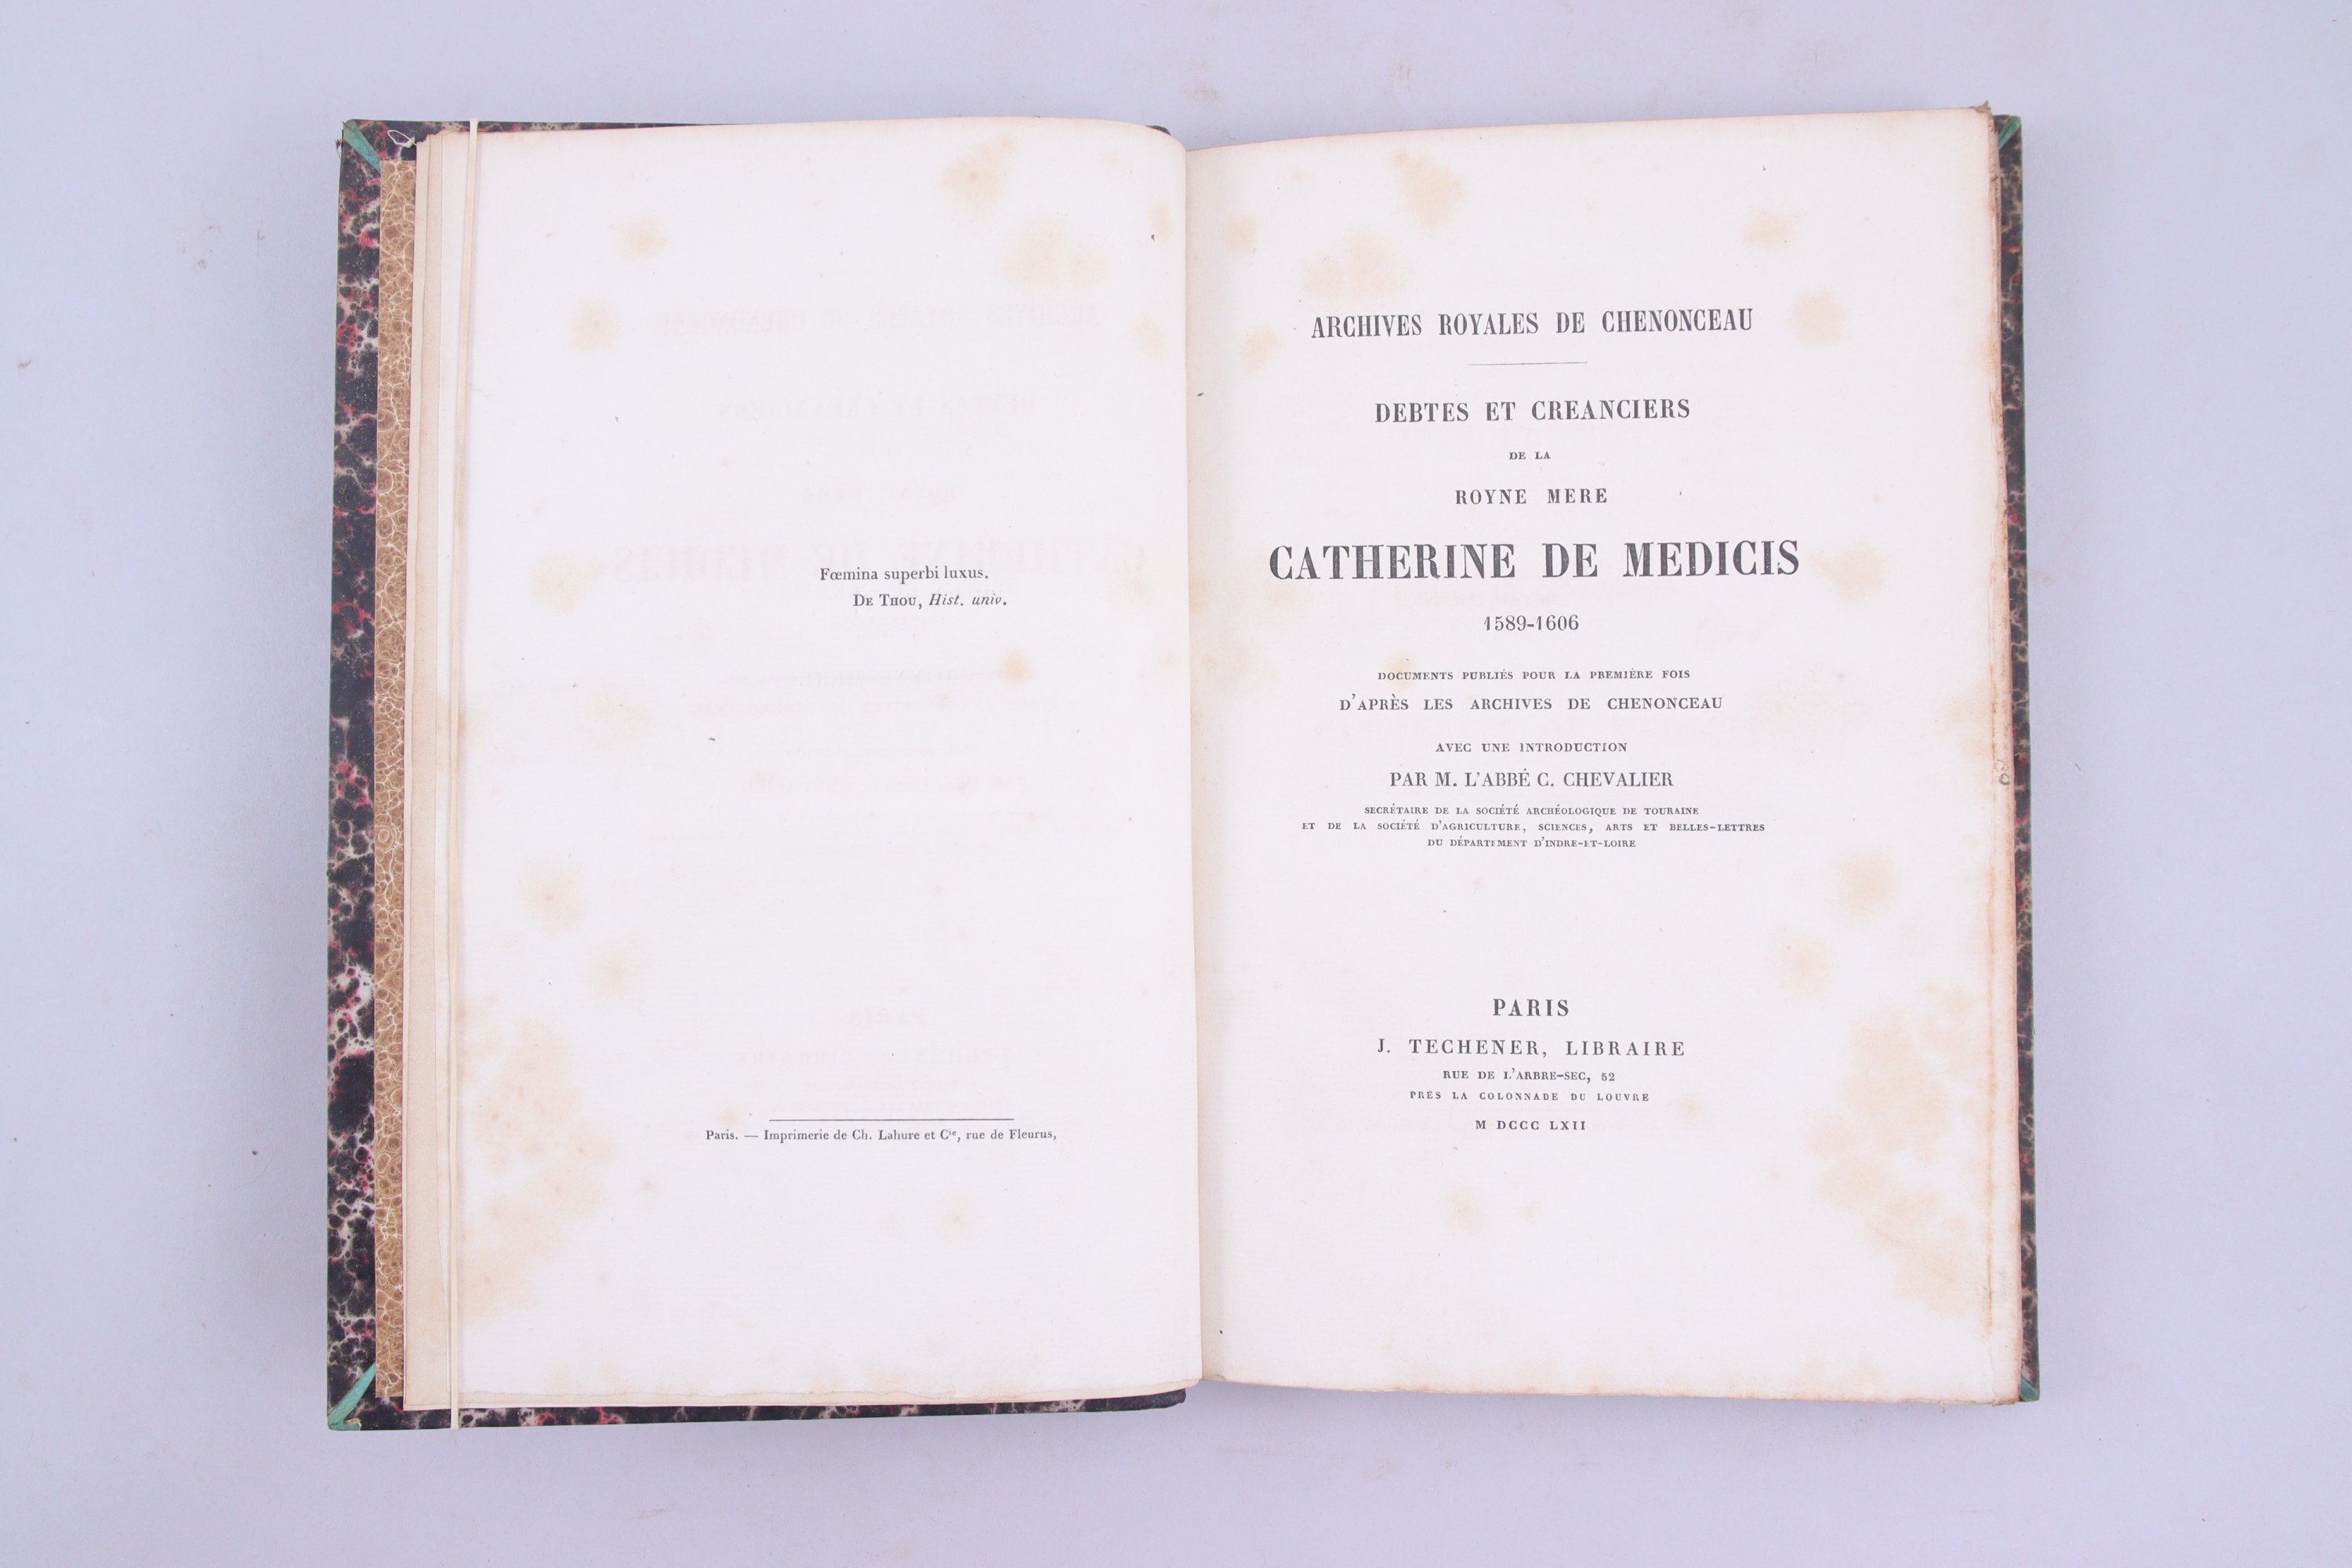 Fœmina superbi luxus.
De Thou, Hist. univ.
Paris. — Imprimerie de Ch. Lahure et Cie, rue de Fleurus,
ARCHIVES ROYALES DE CHENONCEAU
DEBTES ET CREANCIERS
DE LA
ROYNE MERE
CATHERINE DE MEDICIS
1589-1606
DOCUMENTS PUBLIÉS POUR LA PREMIÈRE FOIS
D'APRÈS LES ARCHIVES DE CHENONCEAU
AVEC UNE INTRODUCTION
PAR M. L'ABBÉ C. CHEVALIER
SECRÉTAIRE DE LA SOCIÉTÉ ARCHÉOLOGIQUE DE TOURAINE
ET DE LA SOCIÉTÉ D'AGRICULTURE, SCIENCES, ARTS ET BELLES-LETTRES
DU DÉPARTEMENT D'INDRE-ET-LOIRE
PARIS
J. TECHENER, LIBRAIRE
RUE DE L'ARBRE-SEC, 52
PRÈS LA COLONNADE DU LOUVRE
M DCCC LXII